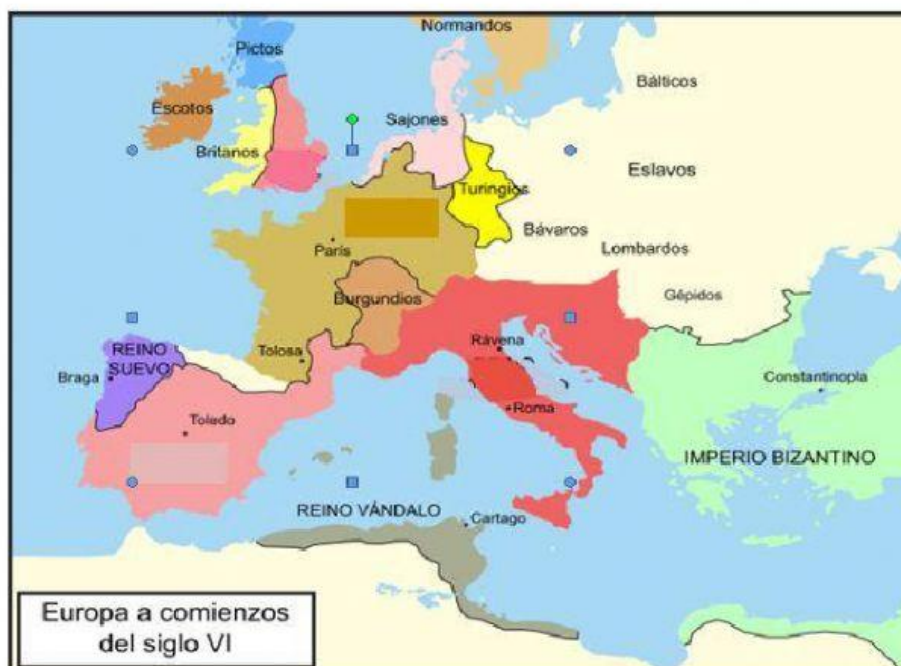 Normandos
Pictos
Bálticos
Escotos
Sajones
Britanos
Eslavos
Turingios
Bávaros
París
Lombardos
Burgundios
Gépidos
REINO
SUEVO
Tolosa
Rávena
Braga
Constantinopla
Toledo
Roma
IMPERIO BIZANTINO
REINO VÁNDALO
Cartago
Europa a comienzos
del siglo VI